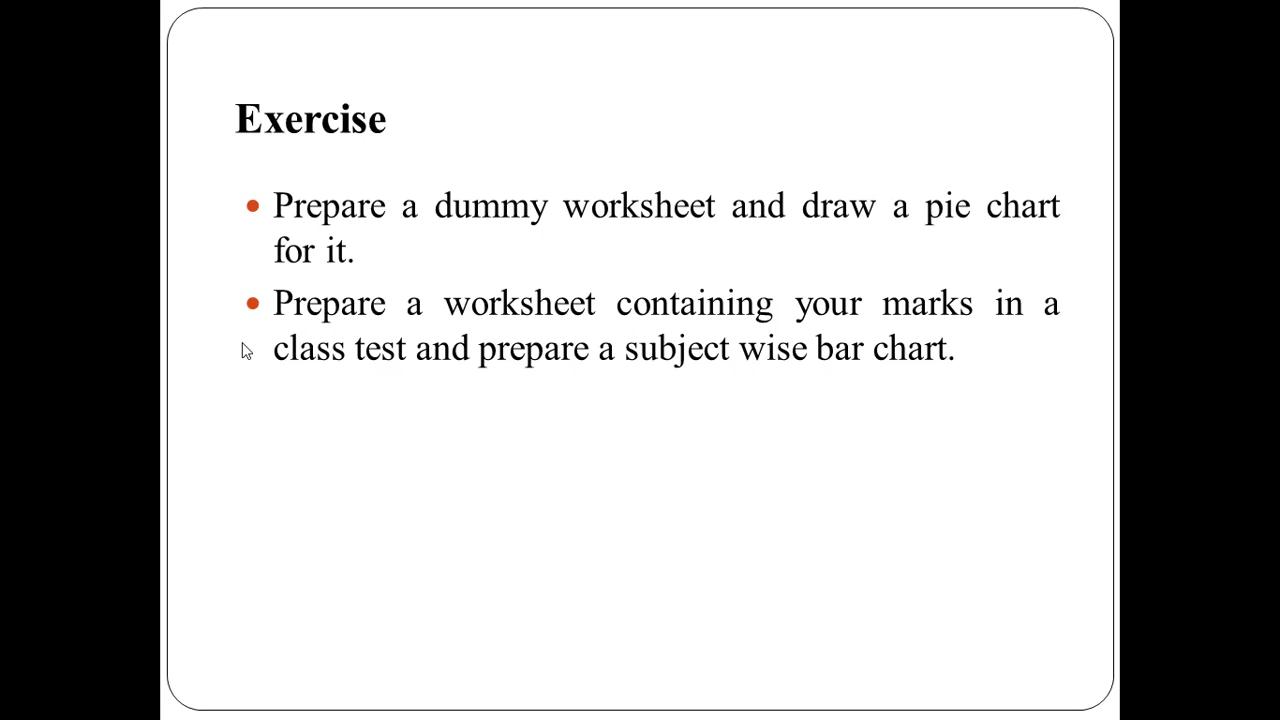 Exercise
Prepare a dummy worksheet and draw a pie chart
for it.
Prepare a worksheet containing your marks in a
class test and prepare a subject wise bar chart.